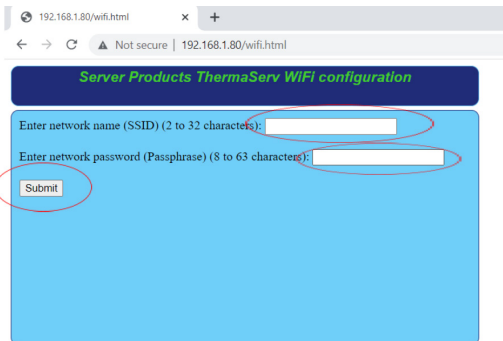 192.168.1.80/wifi.html
Not secure | 192.168.1.80/wifi.html
Server Products ThermaServ WiFi configuration
Enter network name (SSID) (2 to 32 characters):
Enter network password (Passphrase) (8 to 63 characters):
Submit